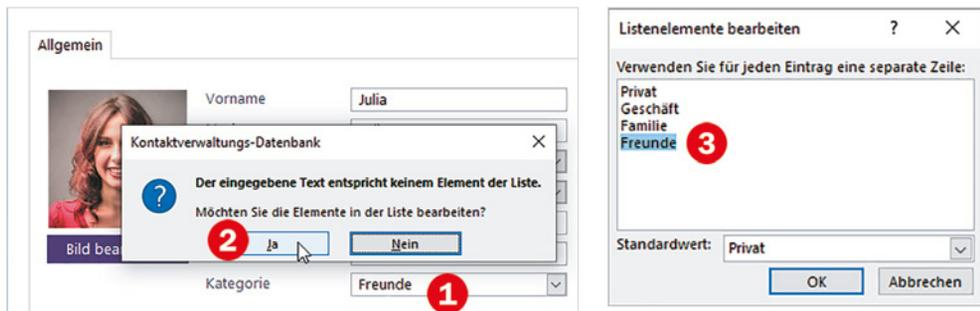 Allgemein
Vorname
Julia
Kontaktverwaltungs-Datenbank
Der eingegebene Text entspricht keinem Element der Liste.
Möchten Sie die Elemente in der Liste bearbeiten?
2
Ja
Nein
Bild bea
Kategorie
Freunde
1
Listenelemente bearbeiten
?
Verwenden Sie für jeden Eintrag eine separate Zeile:
Privat
Geschäft
Familie
Freunde
3
Standardwert: Privat
OK
Abbrechen